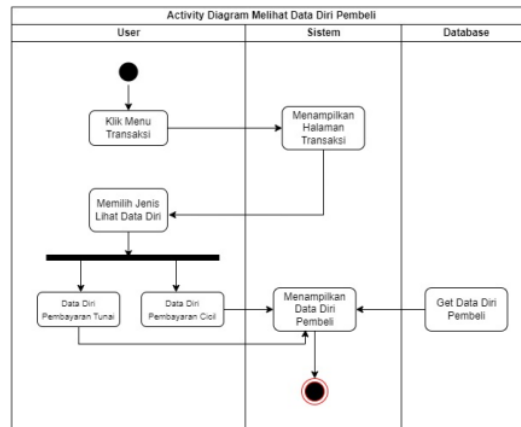 Activity Diagram Melihat Data Diri Pembeli
User
Sistem
Database
Klik Menu
Transaksi
Menampilkan
Halaman
Transaksi
Memilih Jenis
Lihat Data Diri
Data Diri
Pembayaran Tunai
Data Diri
Pembayaran Cicil
Menampilkan
Data Diri
Pembeli
Get Data Diri
Pembeli